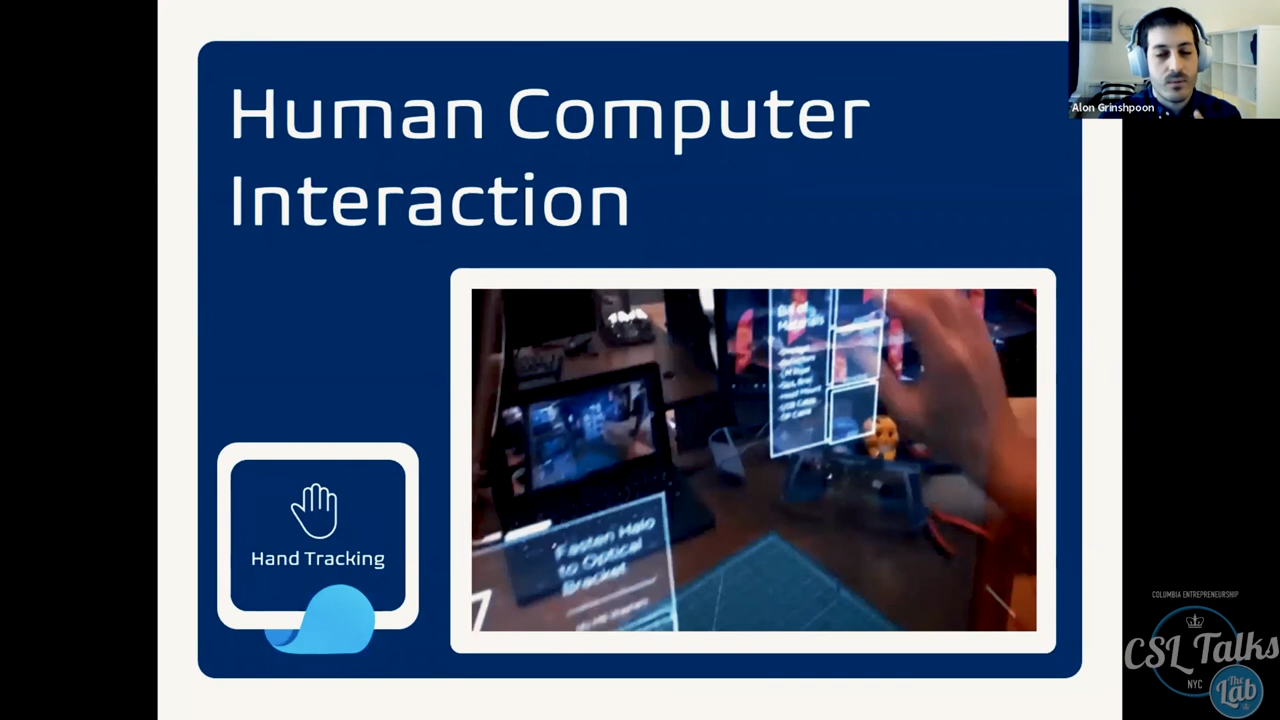 Human Computer
Interaction
Alon Grinshpoon
Bill of
Materials
Fasten Halo
to Optical
Bracket
Hand Tracking
COLUMBIA ENTREPRENEURSHIP
CSL Talks
NYC
The
Lab